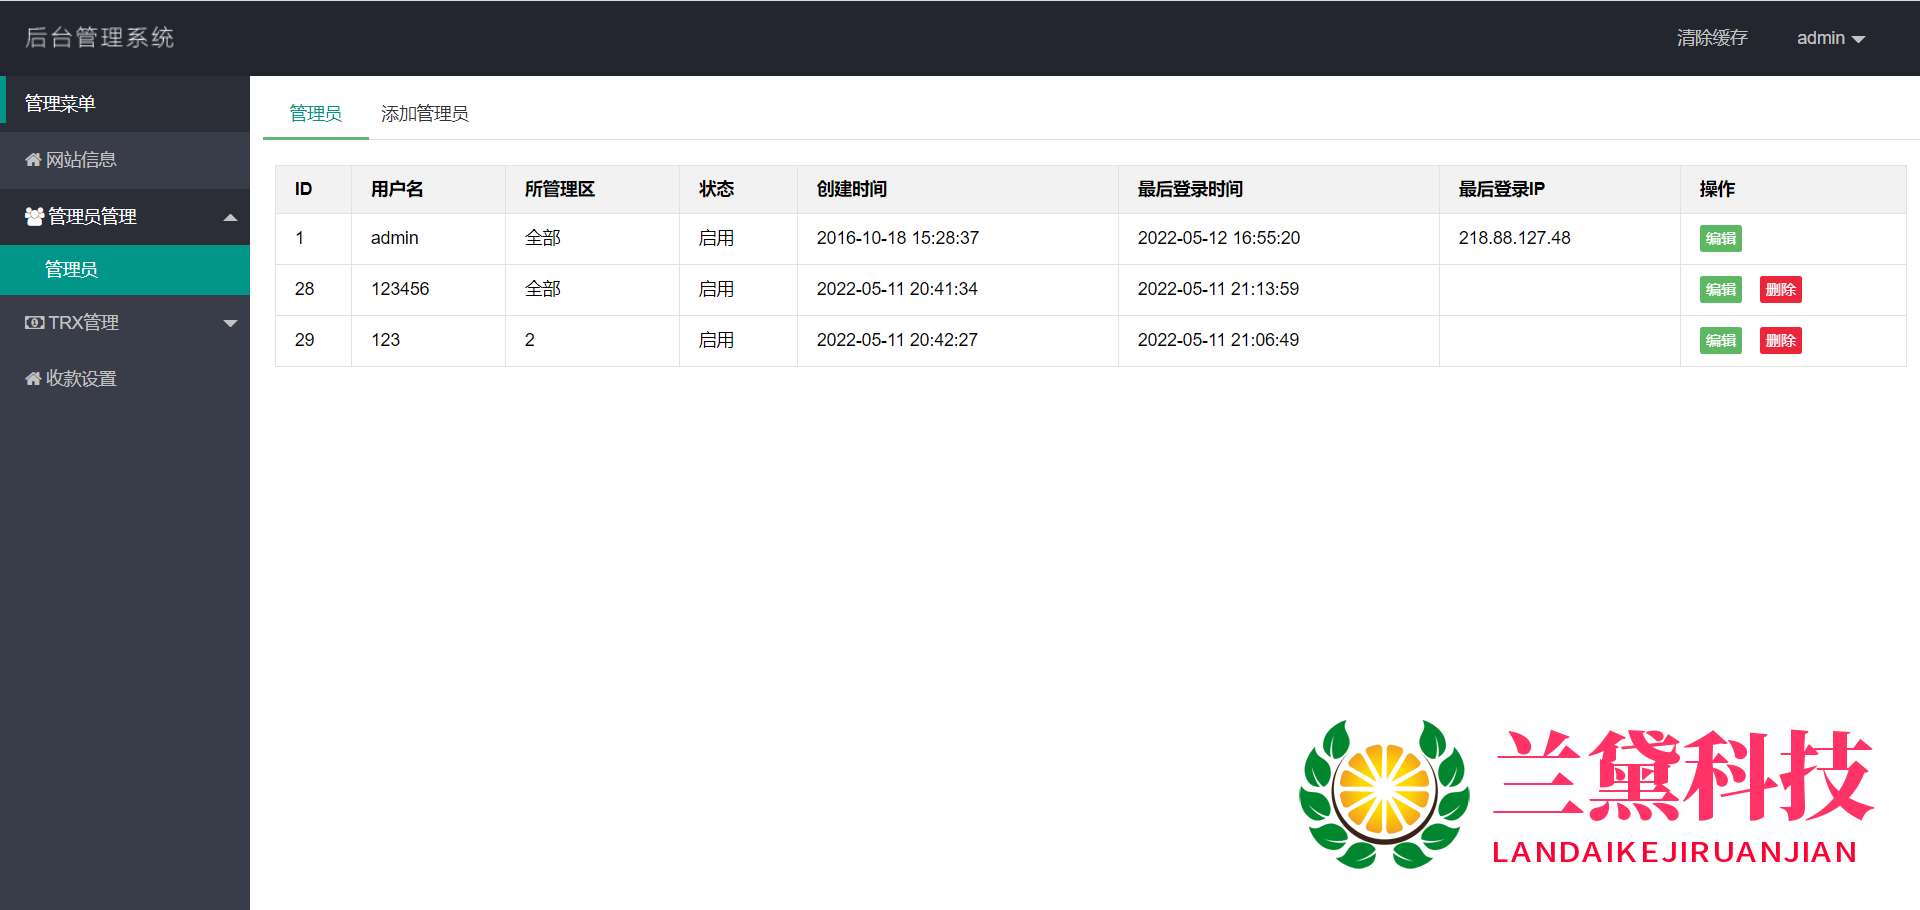 后台管理系统
清除缓存 admin
管理菜单
网站信息
管理员管理
管理员
TRX管理
收款设置
管理员 添加管理员
ID 用户名 所管理区 状态 创建时间 最后登录时间 最后登录IP 操作
1 admin 全部 启用 2016-10-18 15:28:37 2022-05-12 16:55:20 218.88.127.48 编辑
28 123456 全部 启用 2022-05-11 20:41:34 2022-05-11 21:13:59 编辑 删除
29 123 2 启用 2022-05-11 20:42:27 2022-05-11 21:06:49 编辑 删除
兰黛科技
LANDAIKEJIRUANJIAN